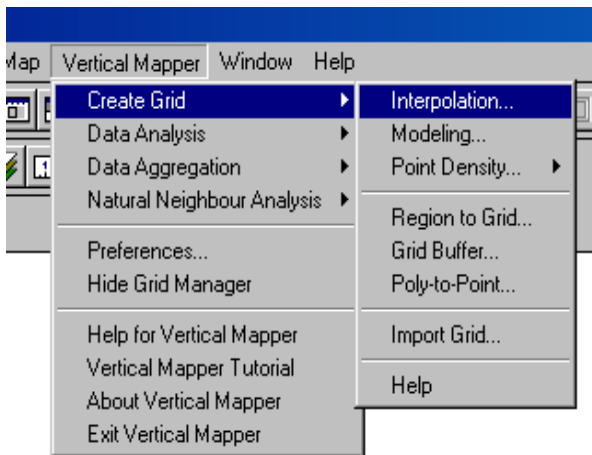 Map Vertical Mapper Window Help
Create Grid
Data Analysis
Data Aggregation
Natural Neighbour Analysis
Preferences...
Hide Grid Manager
Help for Vertical Mapper
Vertical Mapper Tutorial
About Vertical Mapper
Exit Vertical Mapper
Interpolation...
Modeling...
Point Density...
Region to Grid...
Grid Buffer...
Poly-to-Point...
Import Grid...
Help